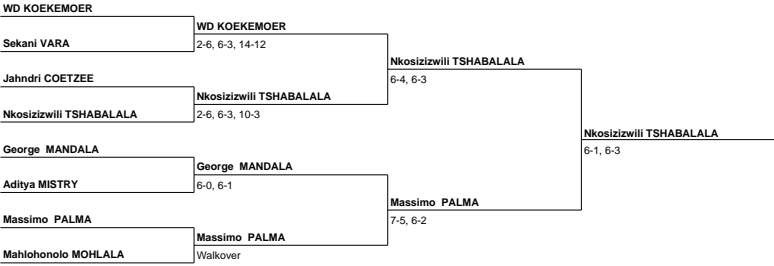 WD KOEKEMOER
WD KOEKEMOER
Sekani VARA
2-6, 6-3, 14-12
Nkosizizwili TSHABALALA
Jahndri COETZEE
6-4, 6-3
Nkosizizwili TSHABALALA
Nkosizizwili TSHABALALA
2-6, 6-3, 10-3
Nkosizizwili TSHABALALA
George MANDALA
6-1, 6-3
George MANDALA
Aditya MISTRY
6-0, 6-1
Massimo PALMA
Massimo PALMA
7-5, 6-2
Massimo PALMA
Mahlohonolo MOHLALA
Walkover